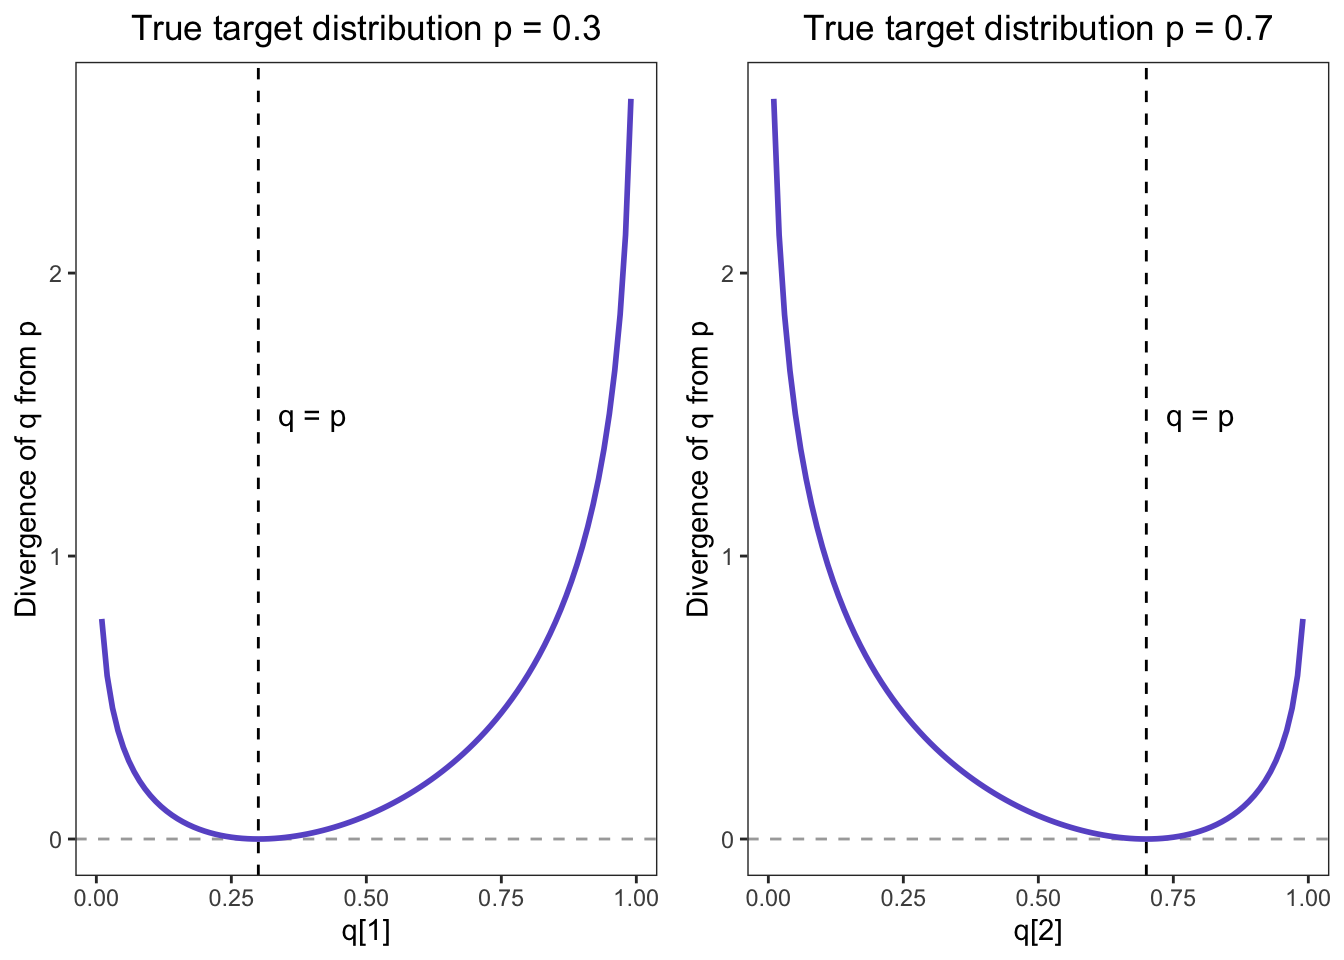 True target distribution p = 0.3
Divergence of q from p
2
1
0
q = p
0.00 0.25 0.50 0.75 1.00
q[1]
True target distribution p = 0.7
Divergence of q from p
2
1
0
q = p
0.00 0.25 0.50 0.75 1.00
q[2]